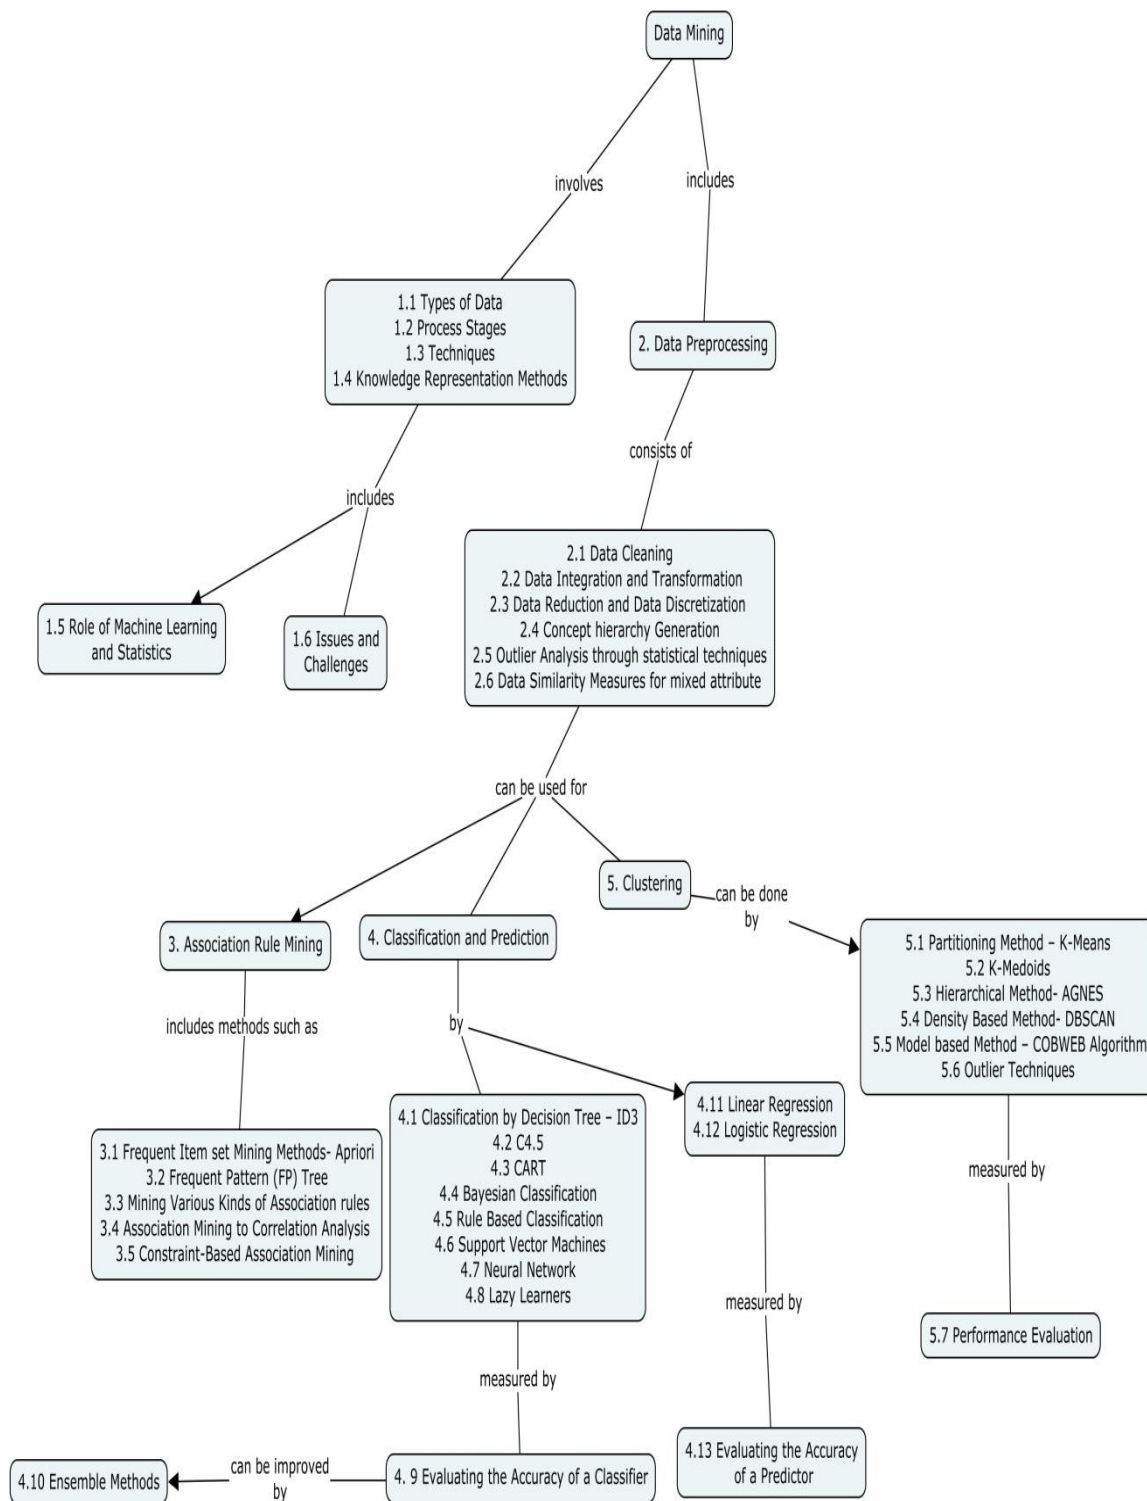 Data Mining
involves
includes
1.1 Types of Data
1.2 Process Stages
1.3 Techniques
1.4 Knowledge Representation Methods
2. Data Preprocessing
consists of
includes
2.1 Data Cleaning
2.2 Data Integration and Transformation
2.3 Data Reduction and Data Discretization
2.4 Concept hierarchy Generation
2.5 Outlier Analysis through statistical techniques
2.6 Data Similarity Measures for mixed attribute
1.5 Role of Machine Learning
and Statistics
1.6 Issues and
Challenges
can be used for
5. Clustering
can be done
by
3. Association Rule Mining
4. Classification and Prediction
5.1 Partitioning Method – K-Means
5.2 K-Medoids
5.3 Hierarchical Method- AGNES
5.4 Density Based Method- DBSCAN
5.5 Model based Method – COBWEB Algorithm
5.6 Outlier Techniques
includes methods such as
by
4.11 Linear Regression
4.12 Logistic Regression
4.1 Classification by Decision Tree – ID3
4.2 C4.5
4.3 CART
4.4 Bayesian Classification
4.5 Rule Based Classification
4.6 Support Vector Machines
4.7 Neural Network
4.8 Lazy Learners
3.1 Frequent Item set Mining Methods- Apriori
3.2 Frequent Pattern (FP) Tree
3.3 Mining Various Kinds of Association rules
3.4 Association Mining to Correlation Analysis
3.5 Constraint-Based Association Mining
measured by
measured by
5.7 Performance Evaluation
measured by
4.13 Evaluating the Accuracy
of a Predictor
4. 9 Evaluating the Accuracy of a Classifier
can be improved
by
4.10 Ensemble Methods